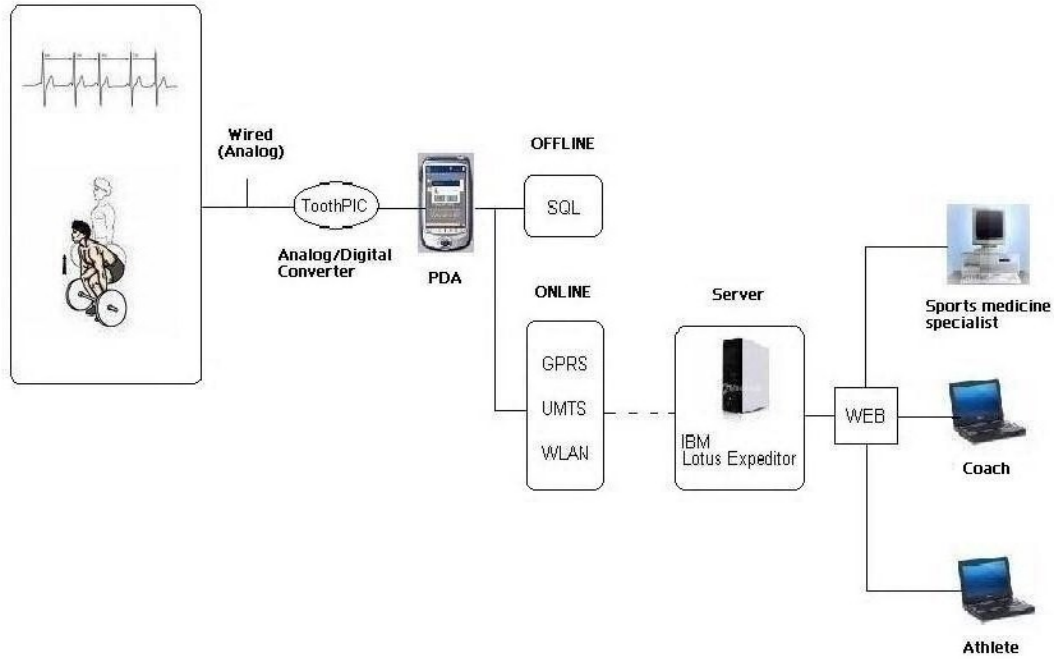 Wired
(Analog)
ToothPIC
Analog/Digital
Converter
PDA
OFFLINE
SQL
ONLINE
GPRS
UMTS
WLAN
Server
IBM
Lotus Expeditor
WEB
Sports medicine
specialist
Coach
Athlete